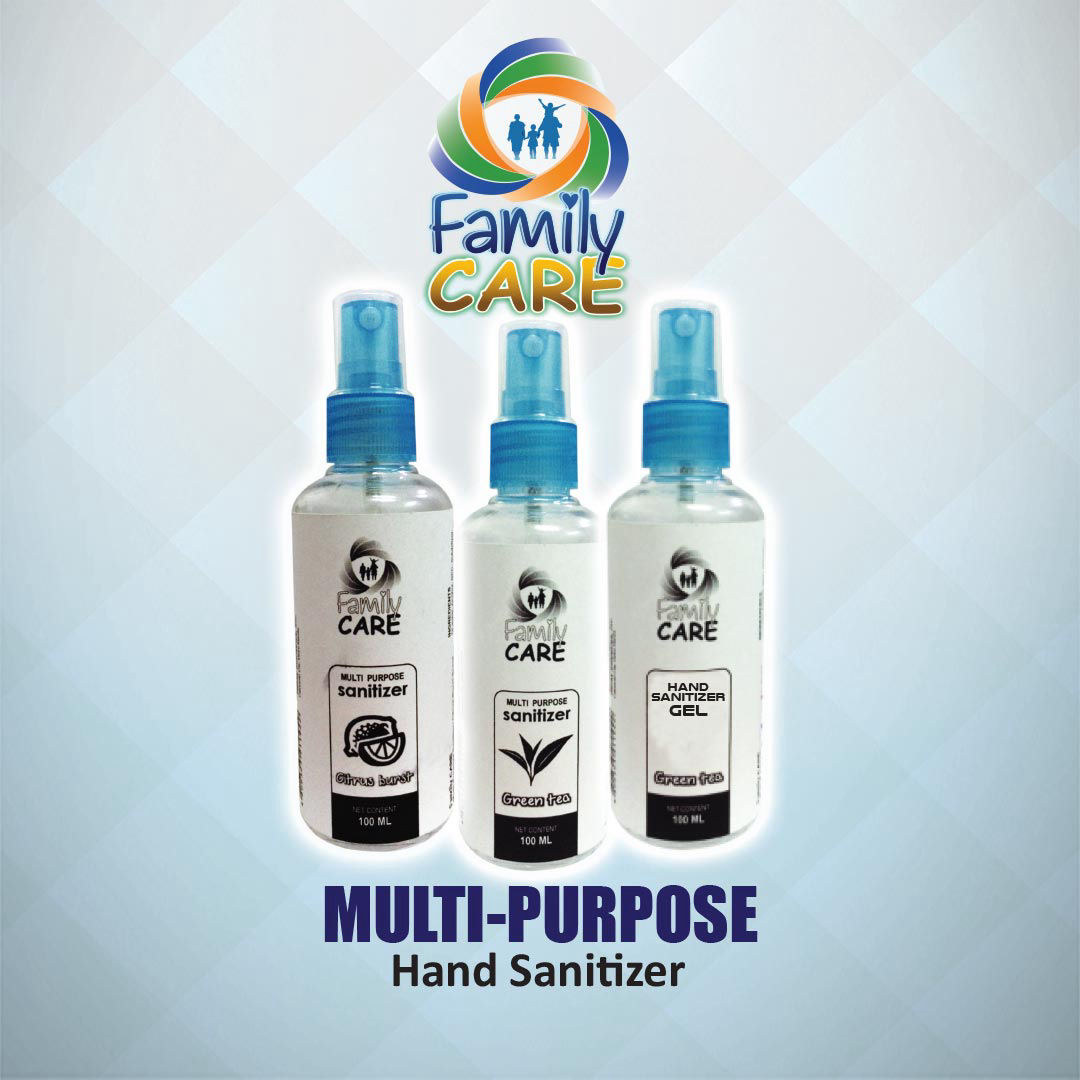 Family
CARE
Family
CARE
MULTI PURPOSE
sanitizer
Citrus burst
NET CONTENT
100 ML
INGREDIENTS
Family
CARE
MULTI PURPOSE
sanitizer
Green tea
NET CONTENT
100 ML
Family
CARE
HAND
SANITIZER
GEL
Green tea
NET CONTENT
100 ML
MULTI-PURPOSE
Hand Sanitizer